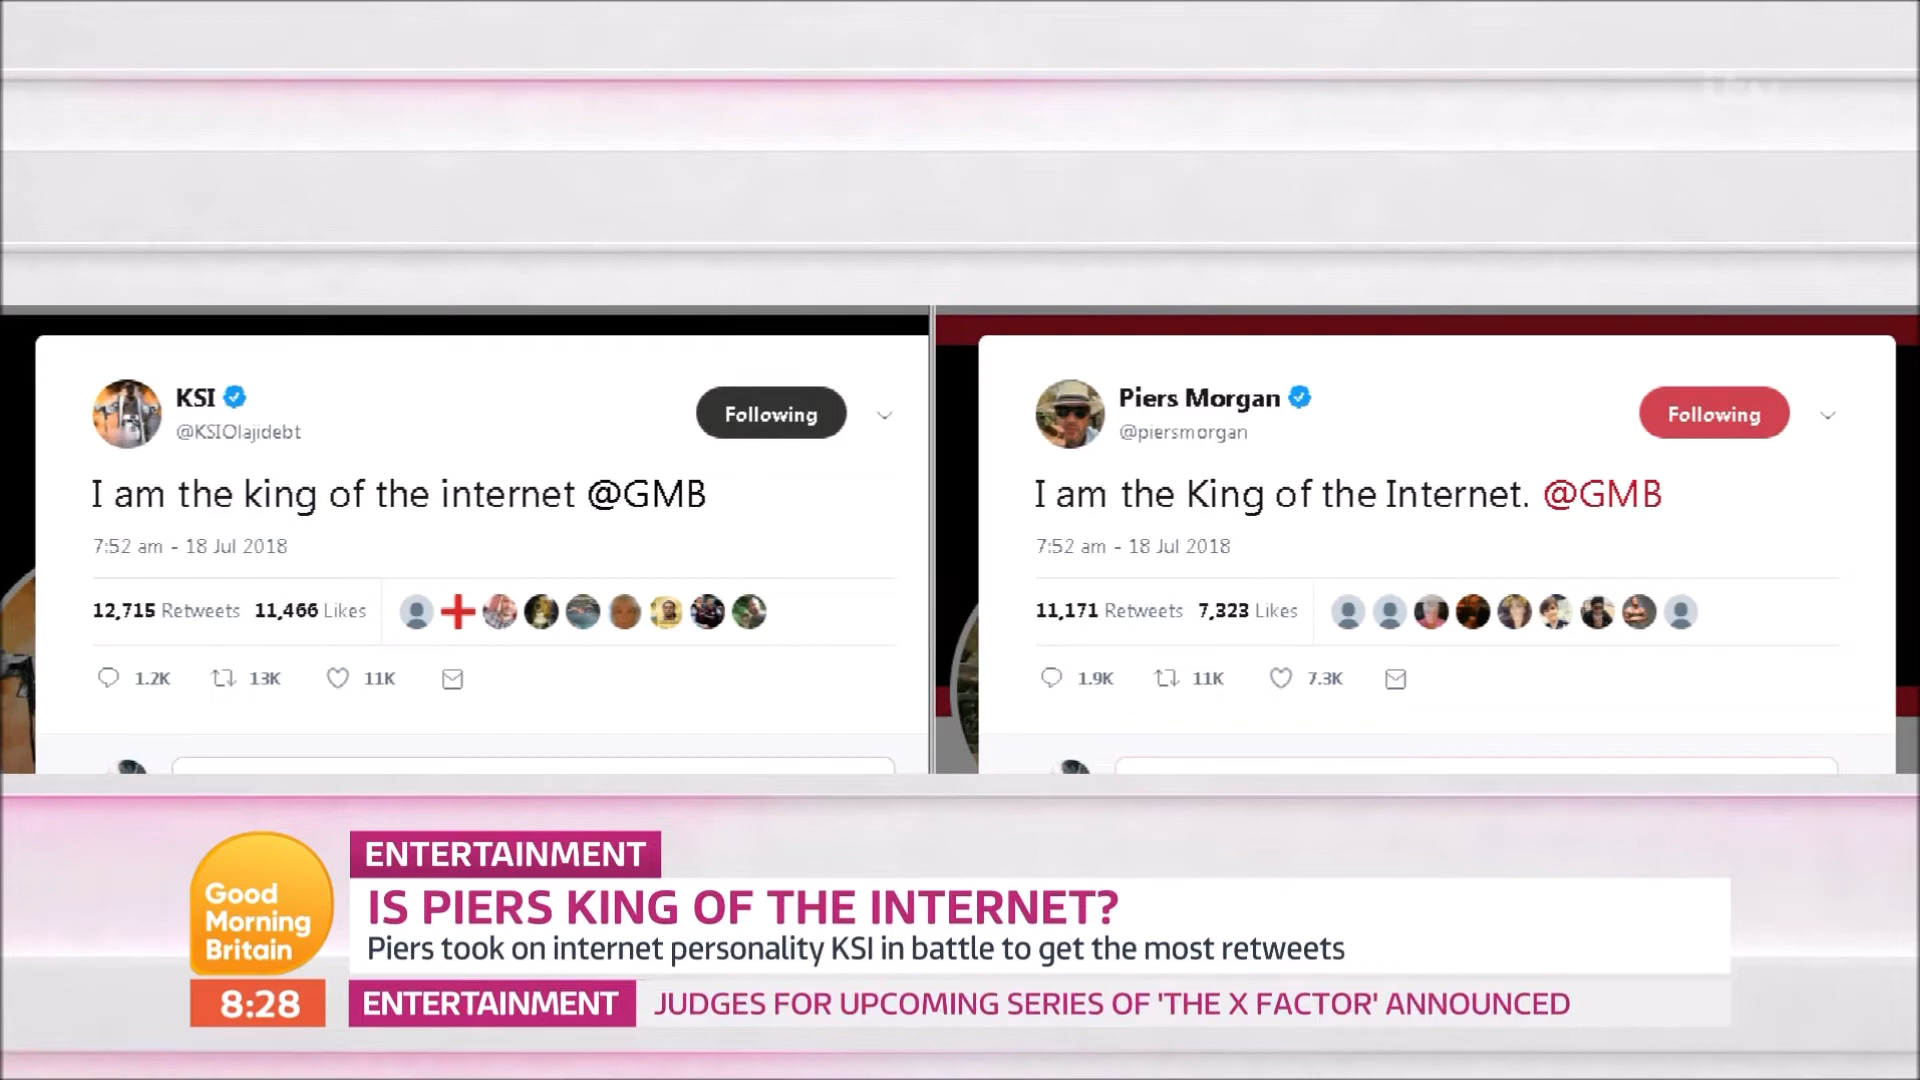 itv
KSI
@KSIOlajidebt
Following
I am the king of the internet @GMB
7:52 am - 18 Jul 2018
12,715 Retweets 11,466 Likes
1.2K 13K 11K
Piers Morgan
@piersmorgan
Following
I am the King of the Internet. @GMB
7:52 am - 18 Jul 2018
11,171 Retweets 7,323 Likes
1.9K 11K 7.3K
Good
Morning
Britain
ENTERTAINMENT
IS PIERS KING OF THE INTERNET?
Piers took on internet personality KSI in battle to get the most retweets
8:28
ENTERTAINMENT JUDGES FOR UPCOMING SERIES OF 'THE X FACTOR' ANNOUNCED